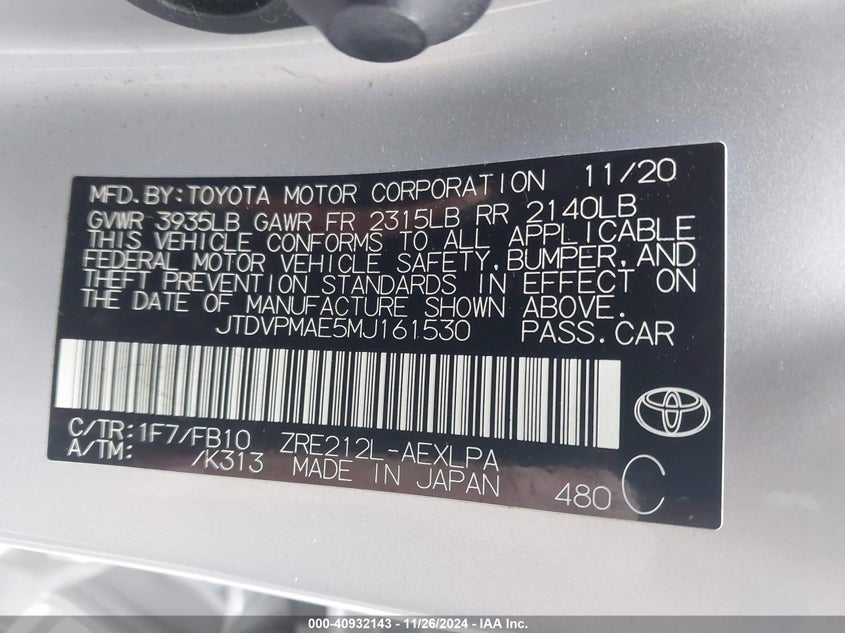 MFD.BY:TOYOTA MOTOR CORPORATION 11/20
GVWR 3935LB GAWR FR 2315LB RR 2140LB
THIS VEHICLE CONFORMS TO ALL APPLICABLE
FEDERAL MOTOR VEHICLE SAFETY, BUMPER, AND
THEFT PREVENTION STANDARDS IN EFFECT ON
THE DATE OF MANUFACTURE SHOWN ABOVE.
JTDVPMAE5MJ161530 PASS.CAR
C/TR:1F7/FB10 ZRE212L-AEXLPA
A/TM: /K313 MADE IN JAPAN 480 C
000-40932143 - 11/26/2024 - IAA Inc.